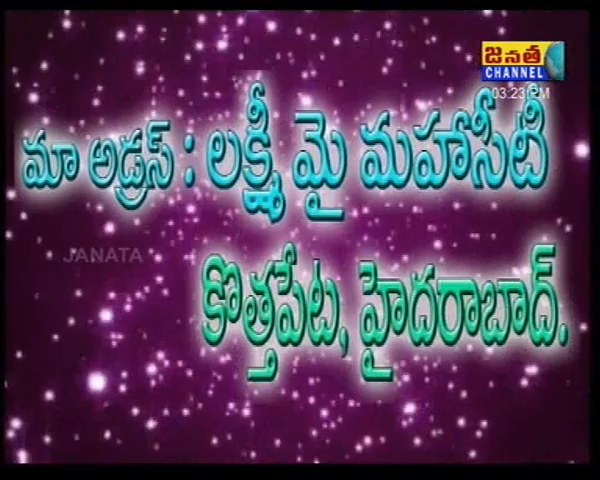 జనత
CHANNEL
03:23 PM
మా అడ్రస్ : లక్ష్మీ మై మహాసీటీ
JANATA
కొత్తపేట, హైదరాబాద్.